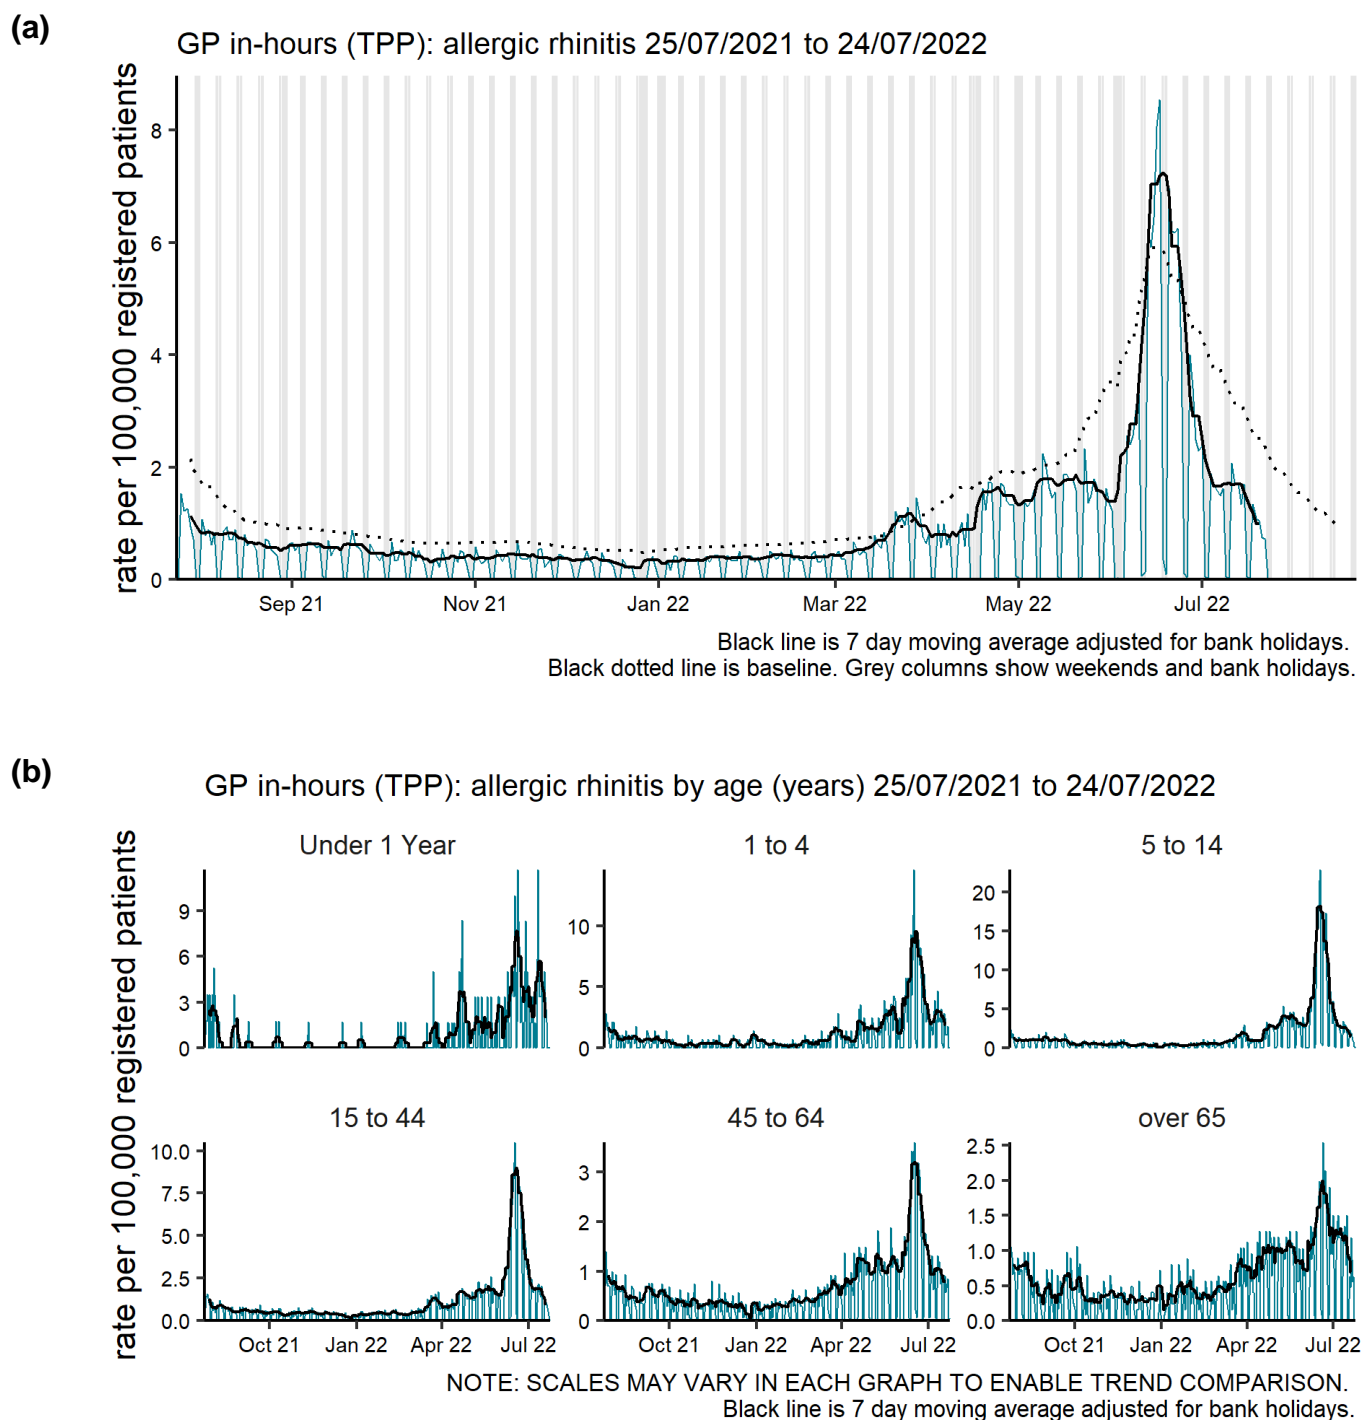 (a)
GP in-hours (TPP): allergic rhinitis 25/07/2021 to 24/07/2022
rate per 100,000 registered patients
8
6
4
2
0
Sep 21 Nov 21 Jan 22 Mar 22 May 22 Jul 22
Black line is 7 day moving average adjusted for bank holidays.
Black dotted line is baseline. Grey columns show weekends and bank holidays.
(b)
GP in-hours (TPP): allergic rhinitis by age (years) 25/07/2021 to 24/07/2022
rate per 100,000 registered patients
Under 1 Year
9
6
3
0
1 to 4
10
5
0
5 to 14
20
15
10
5
0
15 to 44
10.0
7.5
5.0
2.5
0.0
Oct 21 Jan 22 Apr 22 Jul 22
45 to 64
3
2
1
0
Oct 21 Jan 22 Apr 22 Jul 22
over 65
2.5
2.0
1.5
1.0
0.5
0.0
Oct 21 Jan 22 Apr 22 Jul 22
NOTE: SCALES MAY VARY IN EACH GRAPH TO ENABLE TREND COMPARISON.
Black line is 7 day moving average adjusted for bank holidays.